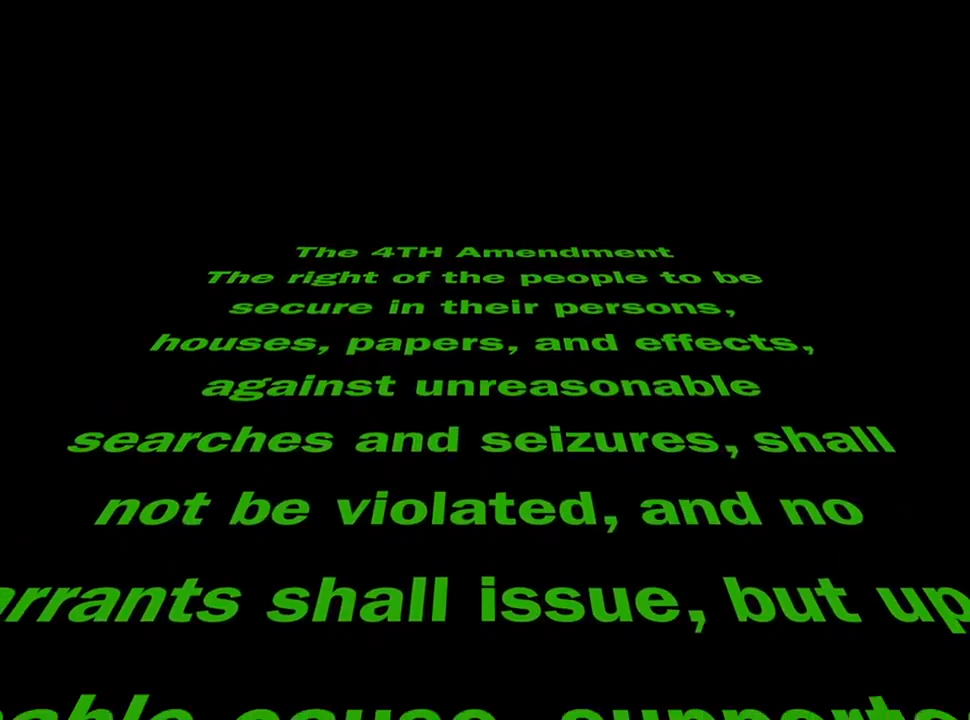 The 4TH Amendment
The right of the people to be
secure in their persons,
houses, papers, and effects,
against unreasonable
searches and seizures, shall
not be violated, and no
shall issue, but
cause,